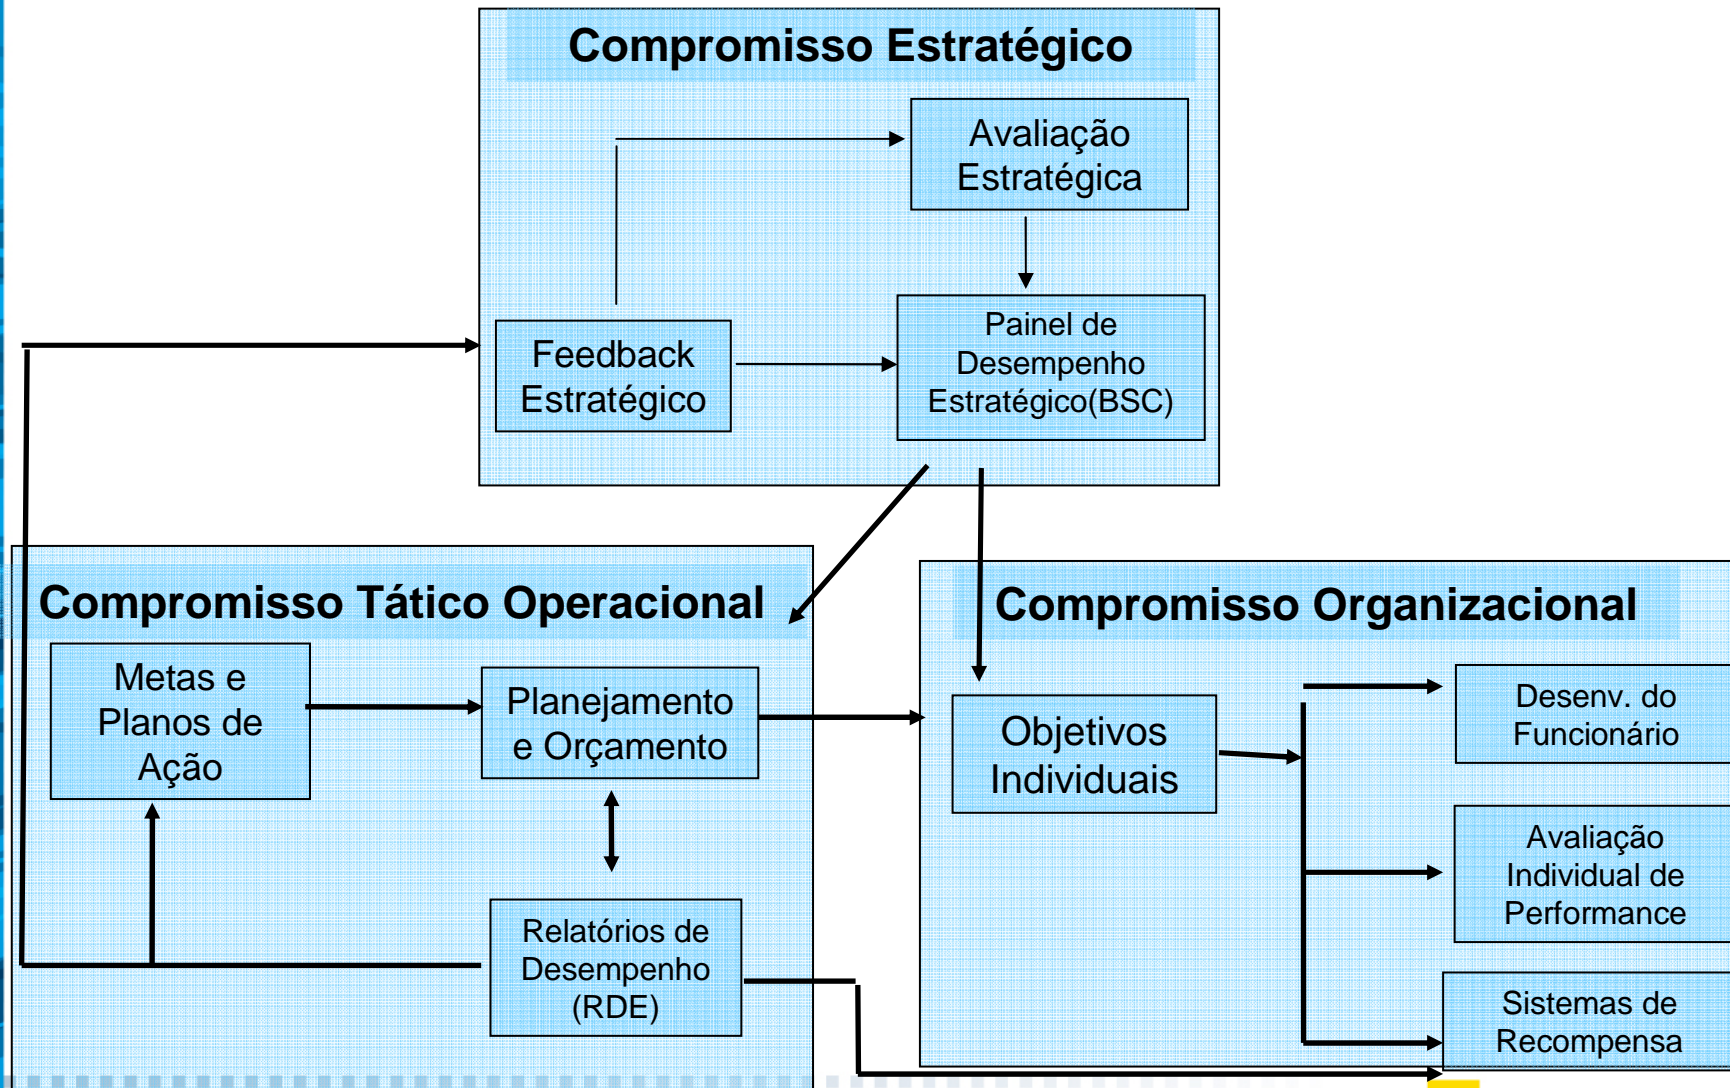 Compromisso Estratégico
Avaliação
Estratégica
Feedback
Estratégico
Painel de
Desempenho
Estratégico(BSC)
Compromisso Tático Operacional
Metas e
Planos de
Ação
Planejamento
e Orçamento
Relatórios de
Desempenho
(RDE)
Compromisso Organizacional
Objetivos
Individuais
Desenv. do
Funcionário
Avaliação
Individual de
Performance
Sistemas de
Recompensa